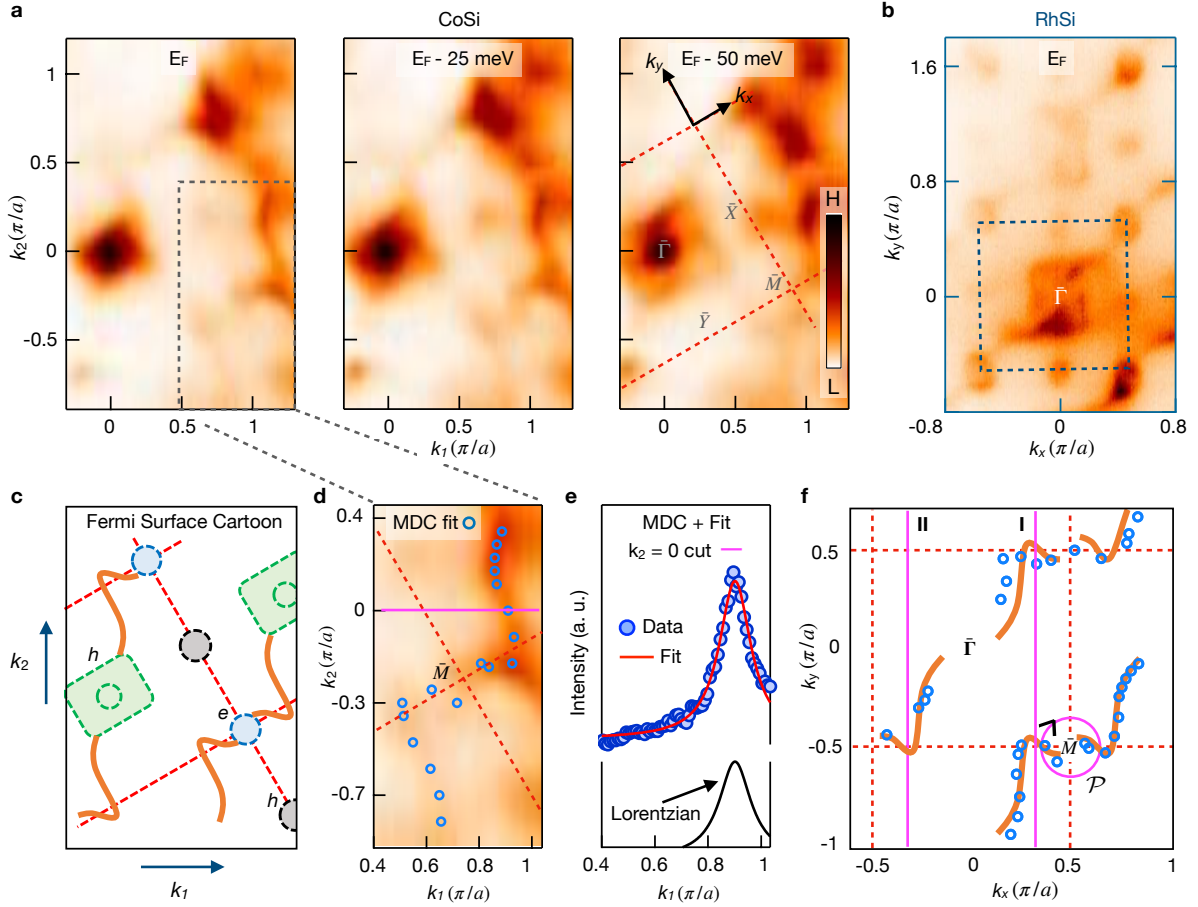 a
CoSi
b
RhSi
E_F
E_F - 25 meV
E_F - 50 meV
E_F
k_y
k_x
X̄
Γ̄
M̄
Ȳ
H
L
Γ̄
1
0.5
0
-0.5
k_2 (π/a)
0
0.5
1
0
0.5
1
0
0.5
1
k_1 (π/a)
1.6
0.8
0
k_y (π/a)
-0.8
0
0.8
k_x (π/a)
c
Fermi Surface Cartoon
h
e
h
k_2
k_1
d
MDC fit
M̄
0.4
0
-0.3
-0.7
k_2 (π/a)
0.4
0.6
0.8
1
k_1 (π/a)
e
MDC + Fit
k_2 = 0 cut
Data
Fit
Lorentzian
Intensity (a. u.)
0.4
0.6
0.8
1
k_1 (π/a)
f
II
I
Γ̄
M̄
𝒫
0.5
0
-0.5
-1
k_y (π/a)
-0.5
0
0.5
1
k_x (π/a)